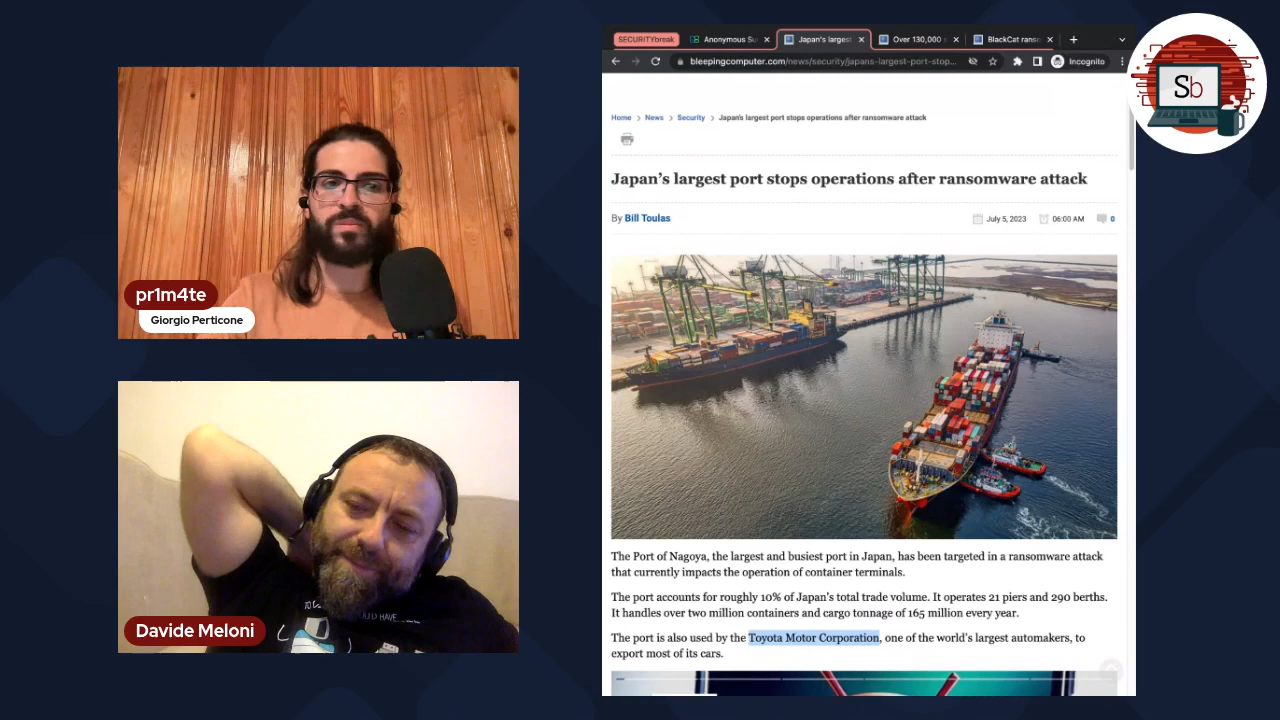 pr1m4te
Giorgio Perticone
Davide Meloni
HAVE
SECURITYbreak
Anonymous Su
Japan's largest
Over 130,000 s
BlackCat ranso
bleepingcomputer.com/news/security/japans-largest-port-stop...
Incognito
Sb
Home > News > Security > Japan's largest port stops operations after ransomware attack
Japan's largest port stops operations after ransomware attack
By Bill Toulas
July 5, 2023
06:00 AM
0
The Port of Nagoya, the largest and busiest port in Japan, has been targeted in a ransomware attack
that currently impacts the operation of container terminals.
The port accounts for roughly 10% of Japan's total trade volume. It operates 21 piers and 290 berths.
It handles over two million containers and cargo tonnage of 165 million every year.
The port is also used by the Toyota Motor Corporation, one of the world's largest automakers, to
export most of its cars.